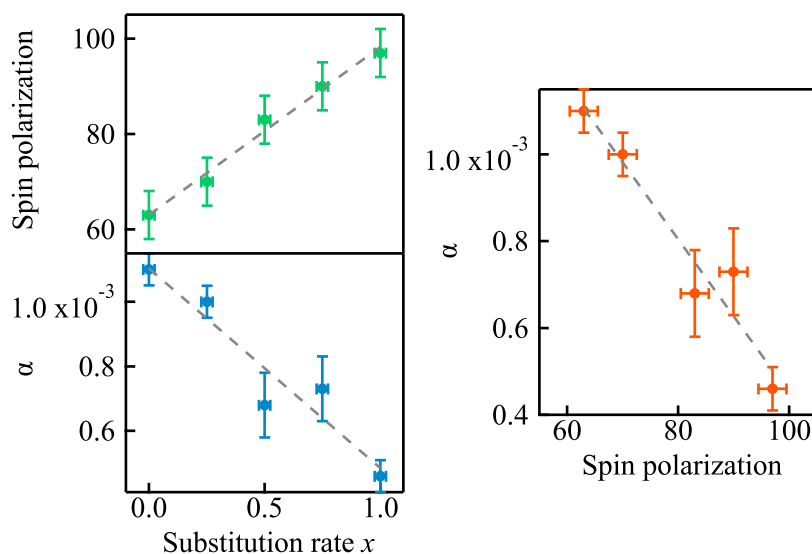 Spin polarization
100
80
60
α
1.0 x10⁻³
0.8
0.6
0.0
0.5
1.0
Substitution rate x
α
1.0 x10⁻³
0.8
0.6
0.4
60
80
100
Spin polarization